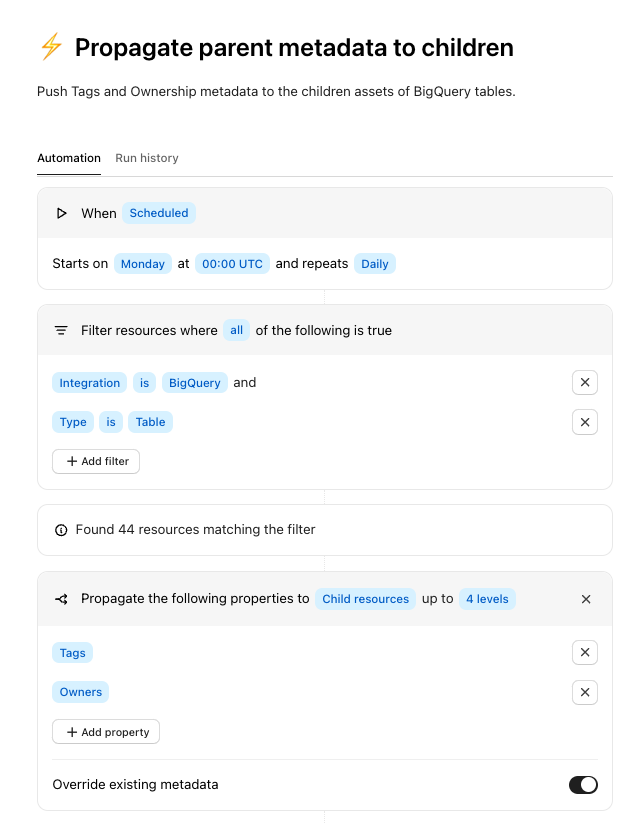 ⚡ Propagate parent metadata to children
Push Tags and Ownership metadata to the children assets of BigQuery tables.
Automation Run history
When Scheduled
Starts on Monday at 00:00 UTC and repeats Daily
Filter resources where all of the following is true
Integration is BigQuery and
Type is Table
+ Add filter
Found 44 resources matching the filter
Propagate the following properties to Child resources up to 4 levels
Tags
Owners
+ Add property
Override existing metadata